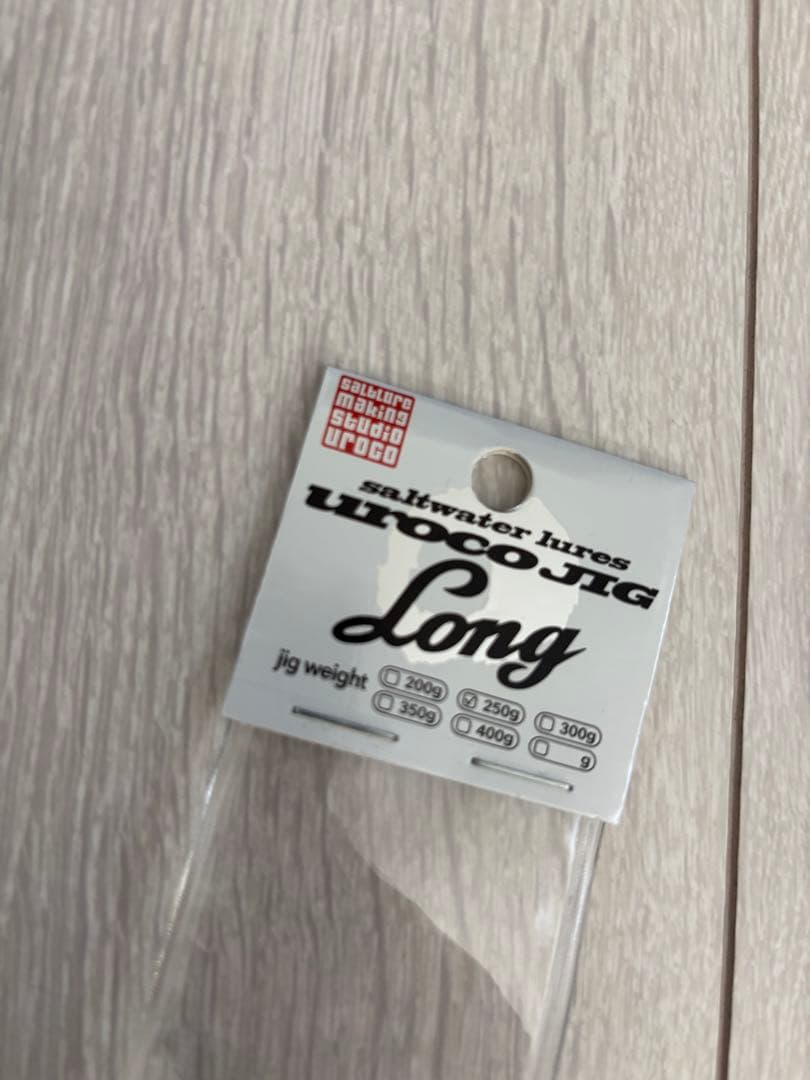 saltlure
making
studio
uroco
saltwater lures
uroco JIG
Long
jig weight
☐ 200g ☑ 250g ☐ 300g
☐ 350g ☐ 400g ☐ g